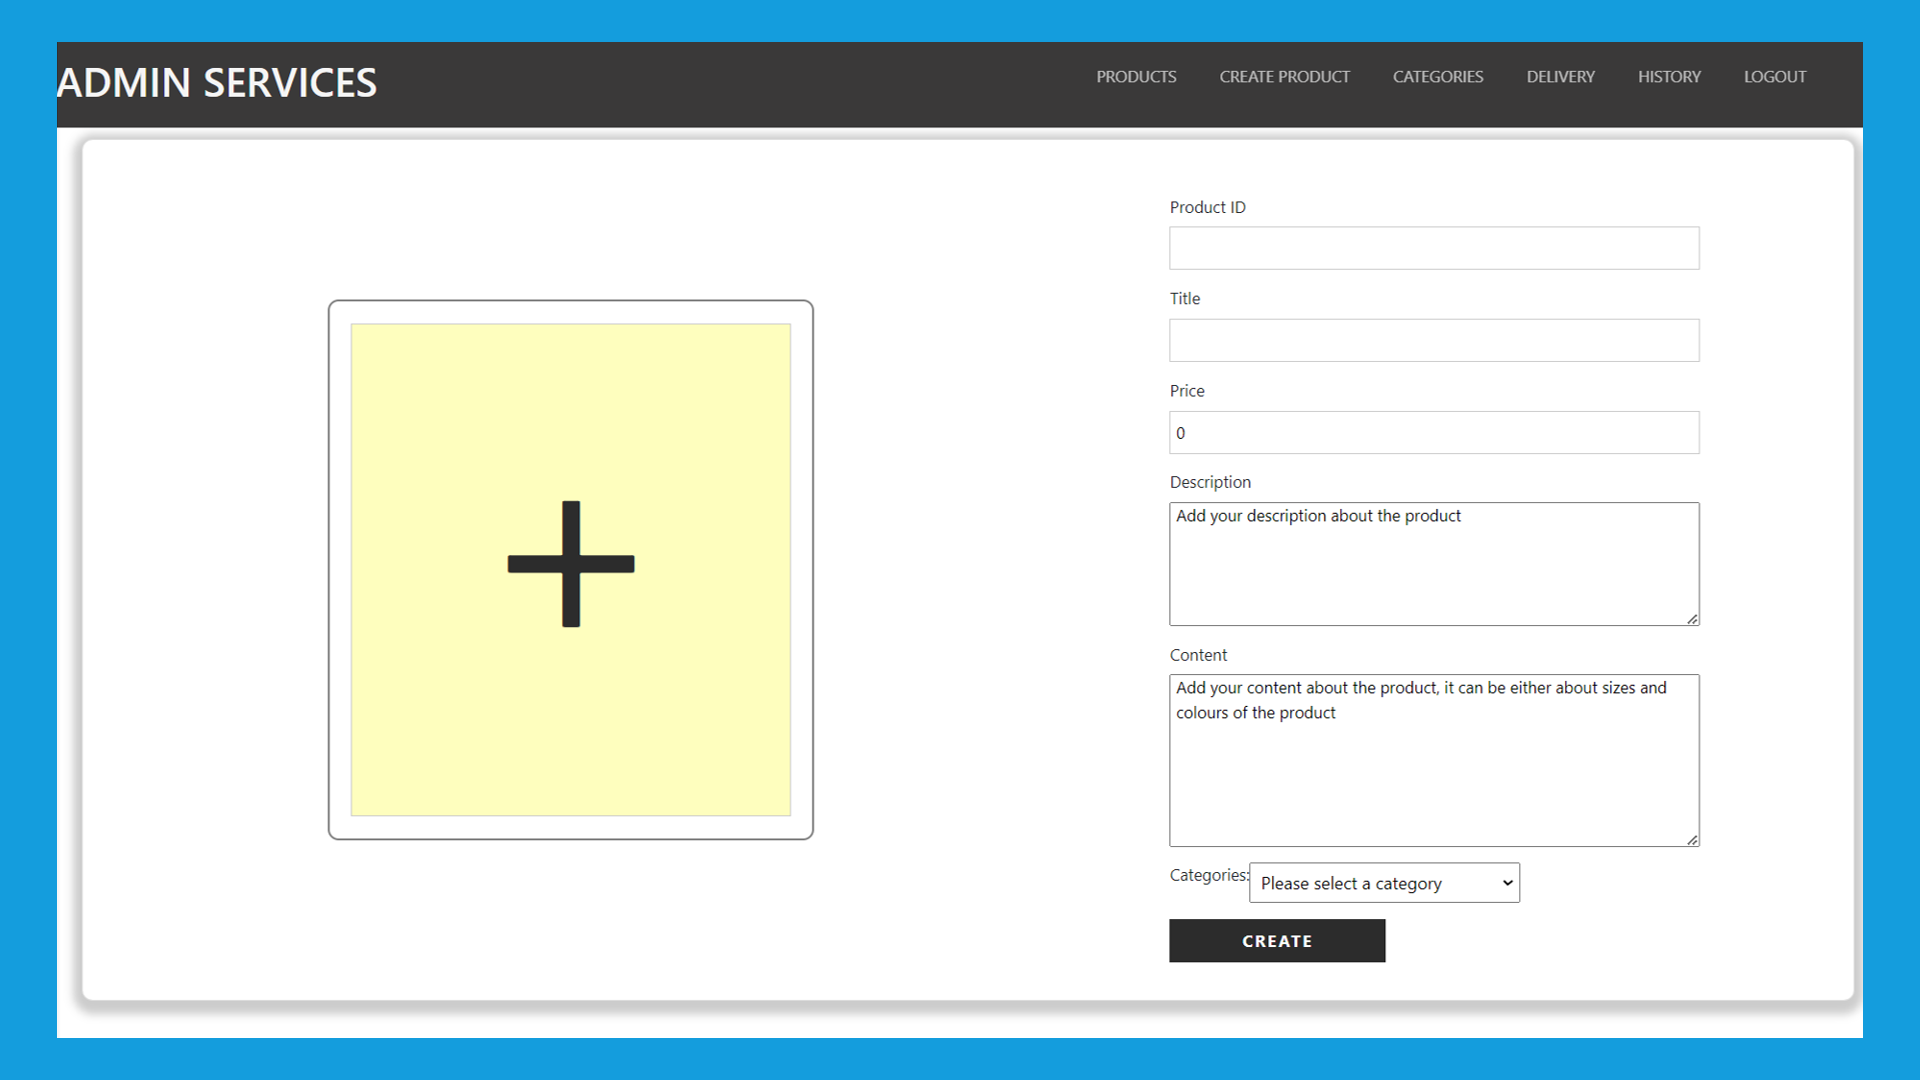 ADMIN SERVICES
PRODUCTS CREATE PRODUCT CATEGORIES DELIVERY HISTORY LOGOUT
Product ID
Title
Price
0
Description
Add your description about the product
Content
Add your content about the product, it can be either about sizes and
colours of the product
Categories: Please select a category
CREATE